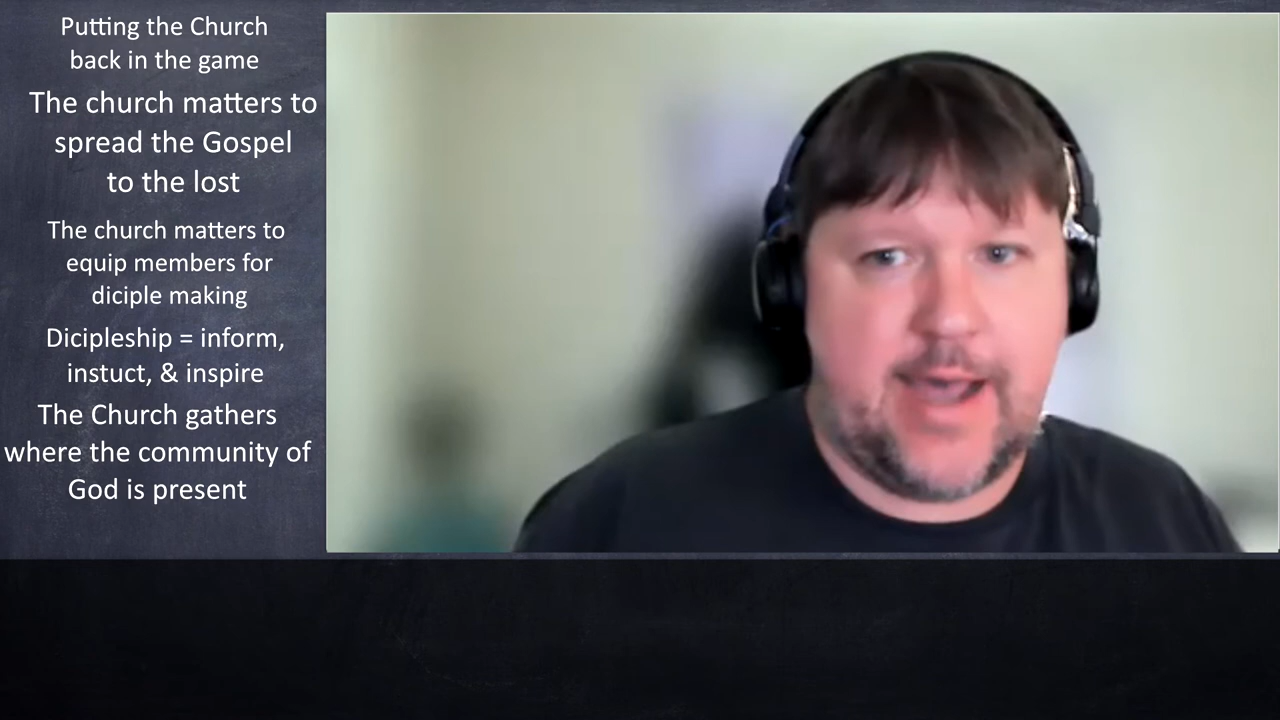 Putting the Church
back in the game
The church matters to
spread the Gospel
to the lost
The church matters to
equip members for
diciple making
Dicipleship = inform,
instuct, & inspire
The Church gathers
where the community of
God is present